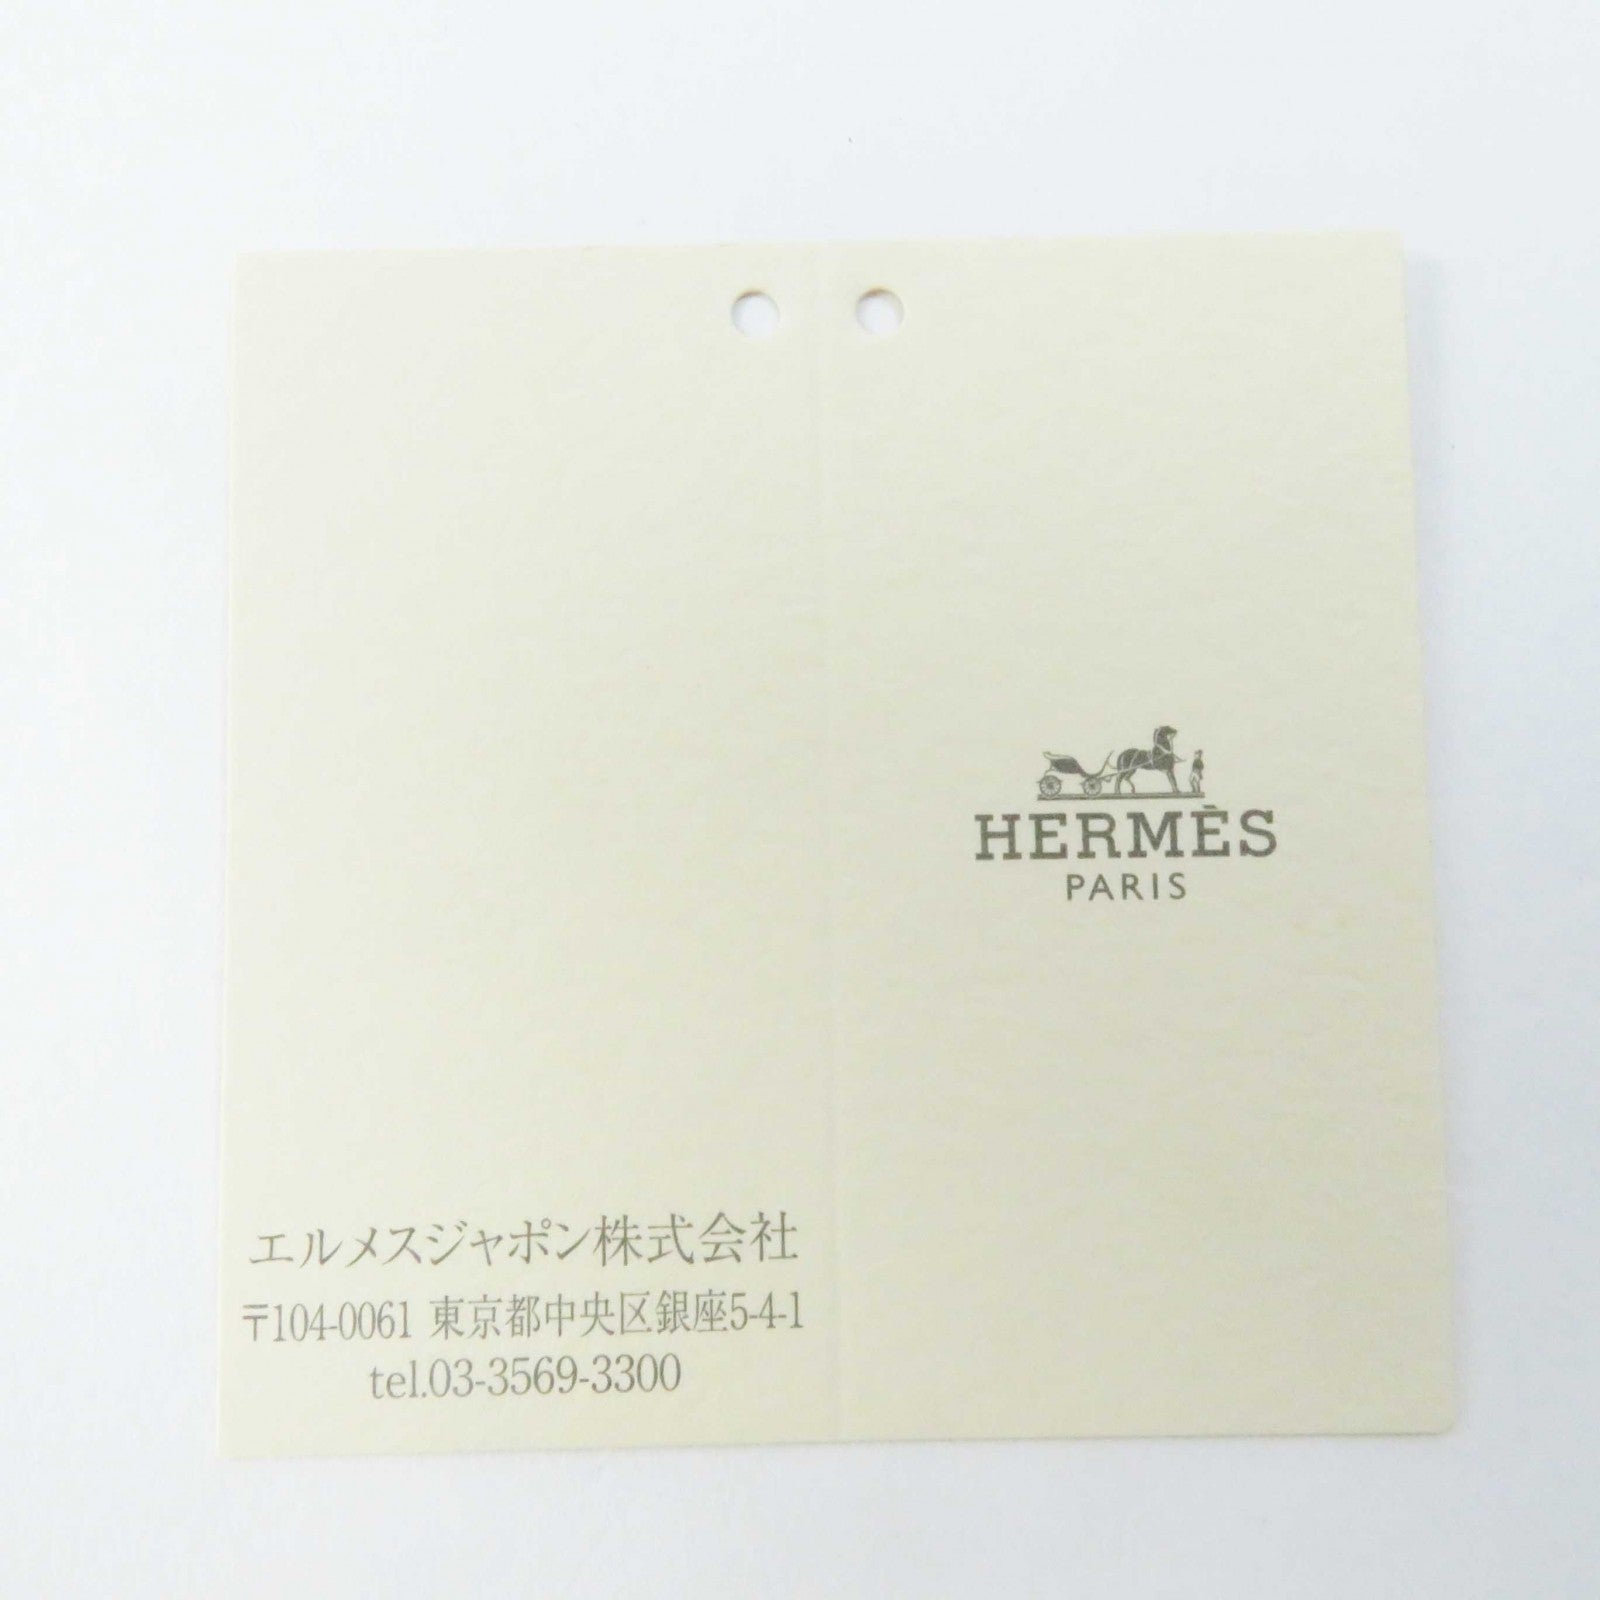 HERMÈS
PARIS
エルメスジャポン株式会社
〒104-0061 東京都中央区銀座5-4-1
tel.03-3569-3300